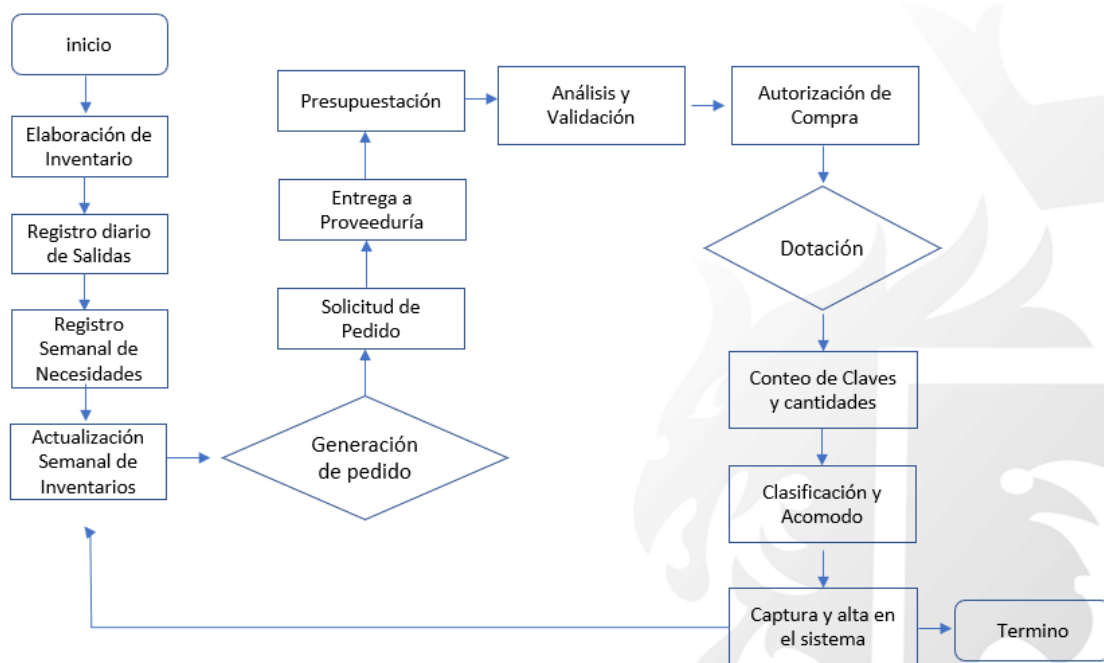 inicio
Elaboración de
Inventario
Registro diario
de Salidas
Registro
Semanal de
Necesidades
Actualización
Semanal de
Inventarios
Generación
de pedido
Solicitud de
Pedido
Entrega a
Proveeduría
Presupuestación
Análisis y
Validación
Autorización de
Compra
Dotación
Conteo de Claves
y cantidades
Clasificación y
Acomodo
Captura y alta en
el sistema
Termino